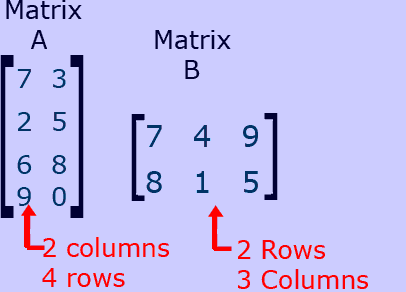 Matrix
A
7 3
2 5
6 8
9 0
2 columns
4 rows
Matrix
B
7 4 9
8 1 5
2 Rows
3 Columns